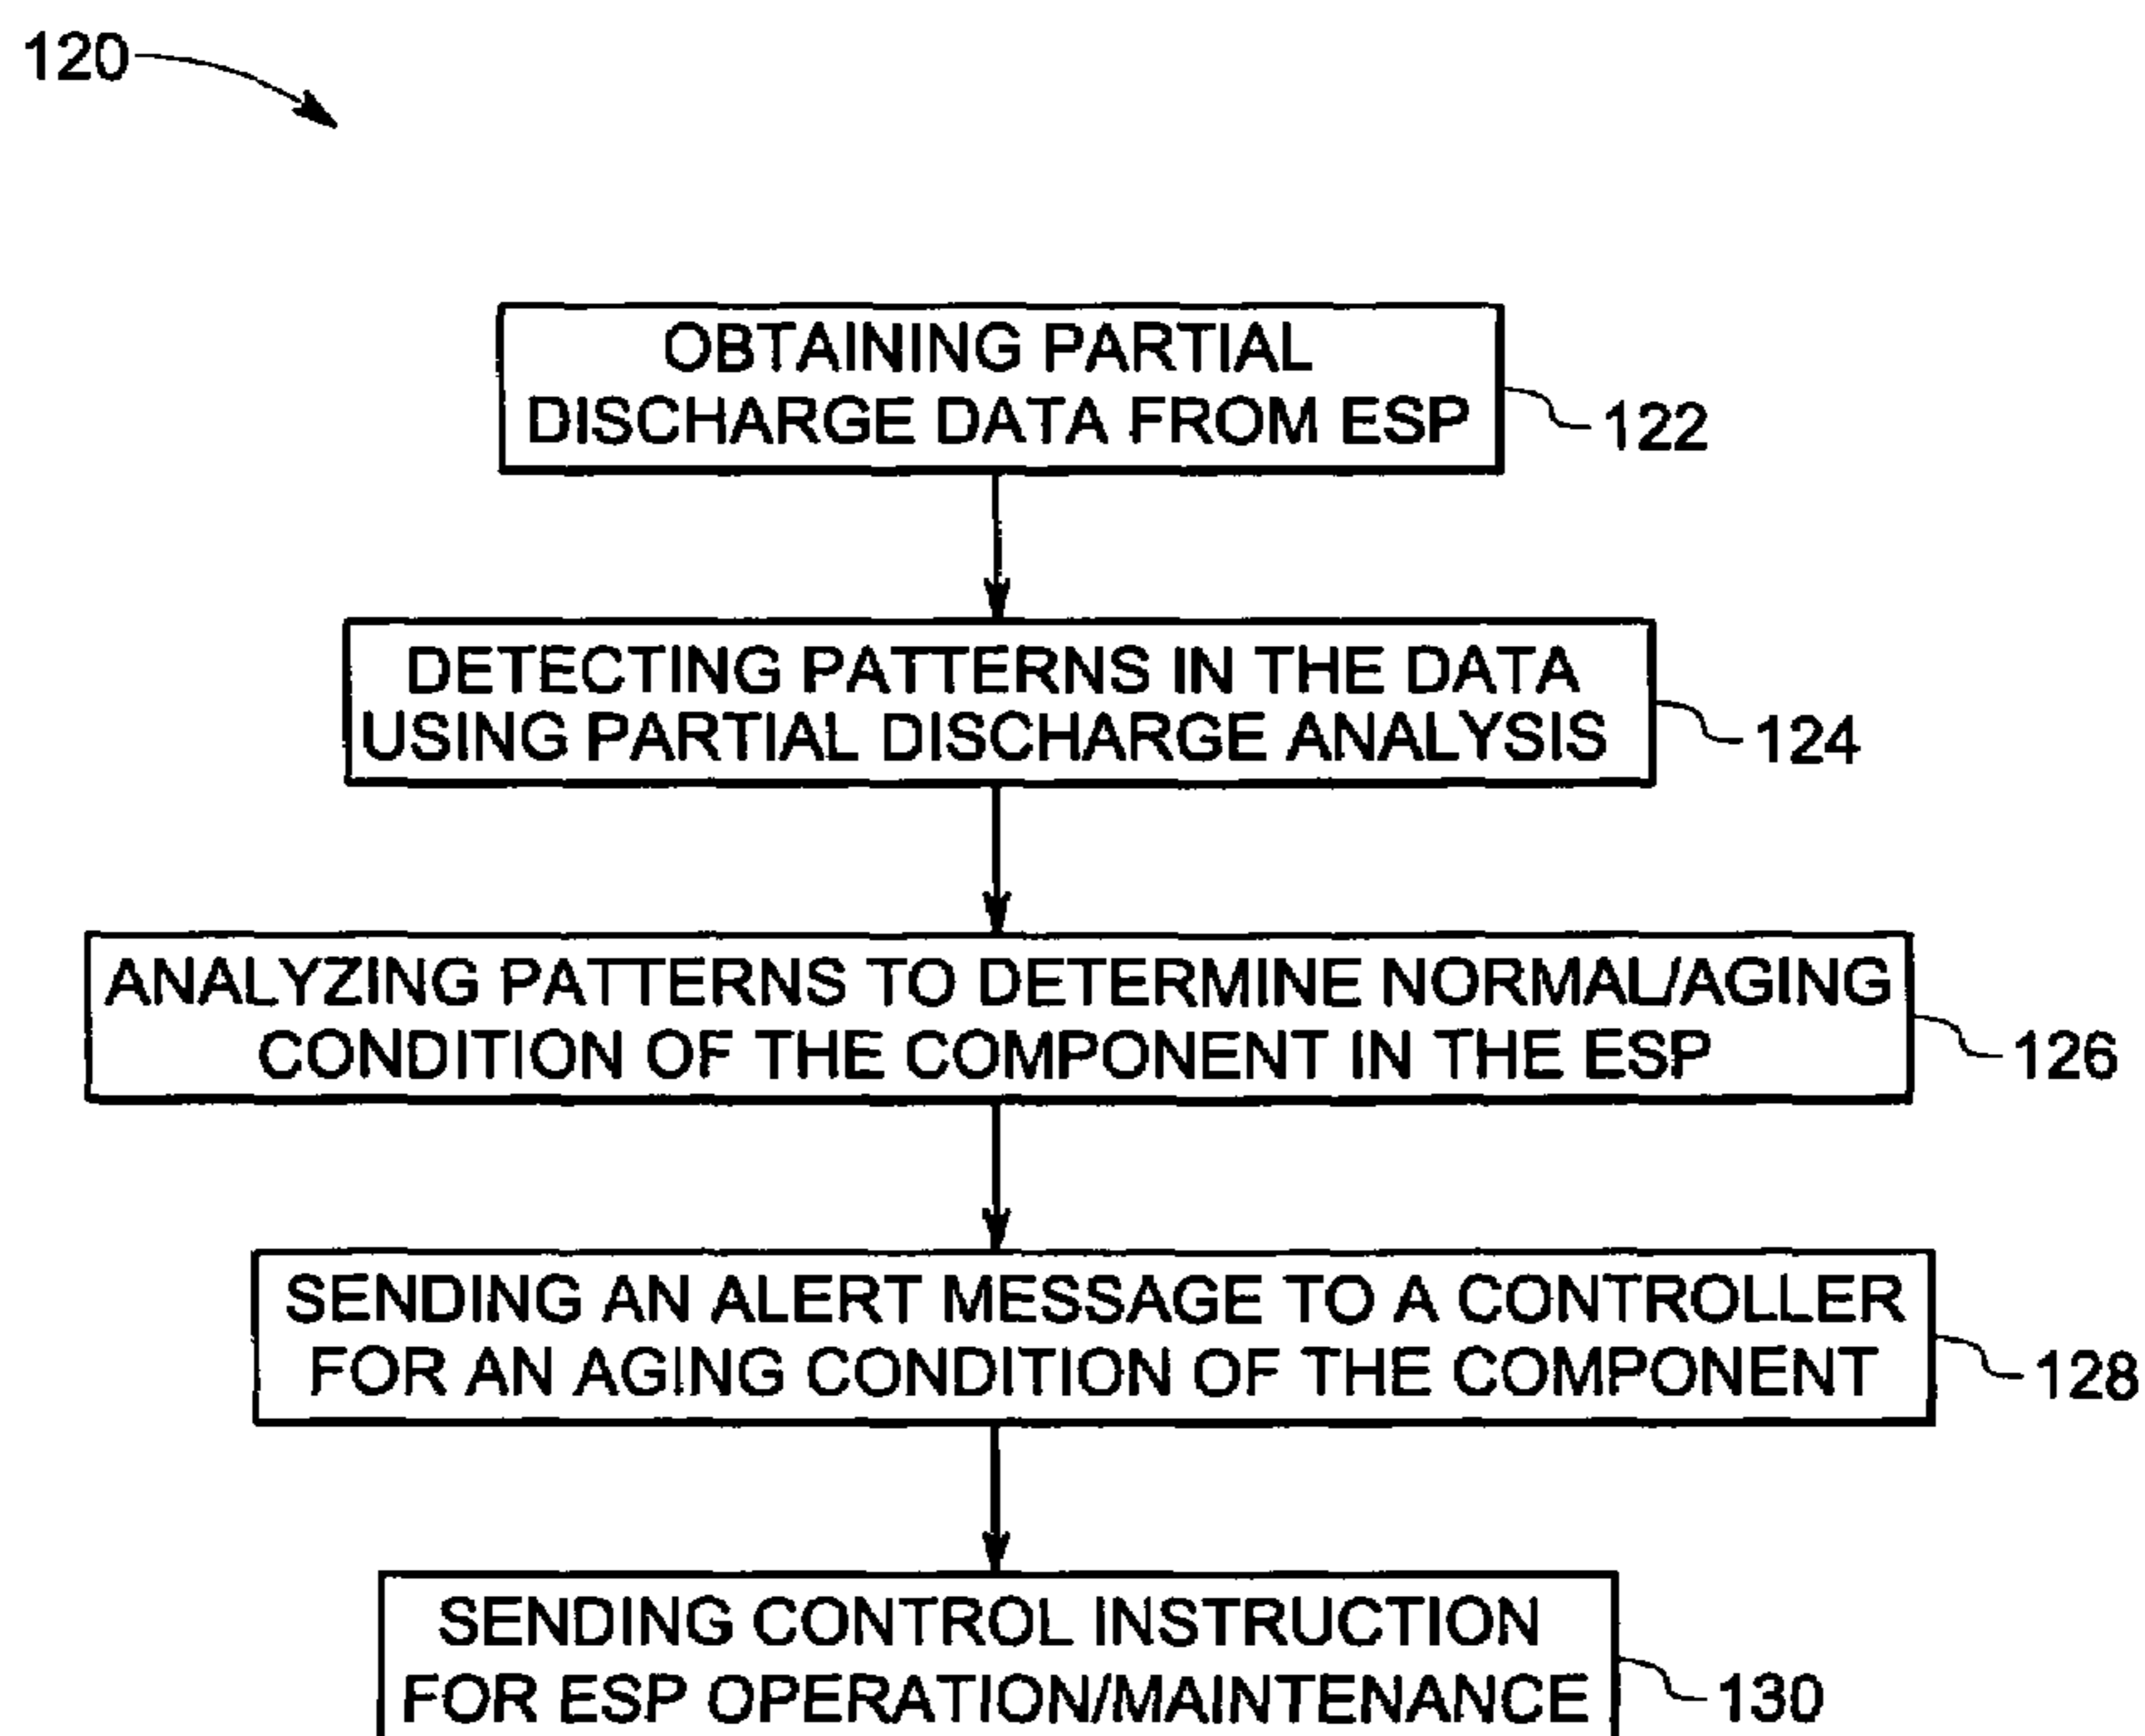 120
OBTAINING PARTIAL
DISCHARGE DATA FROM ESP
122
DETECTING PATTERNS IN THE DATA
USING PARTIAL DISCHARGE ANALYSIS
124
ANALYZING PATTERNS TO DETERMINE NORMAL/AGING
CONDITION OF THE COMPONENT IN THE ESP
126
SENDING AN ALERT MESSAGE TO A CONTROLLER
FOR AN AGING CONDITION OF THE COMPONENT
128
SENDING CONTROL INSTRUCTION
FOR ESP OPERATION/MAINTENANCE
130